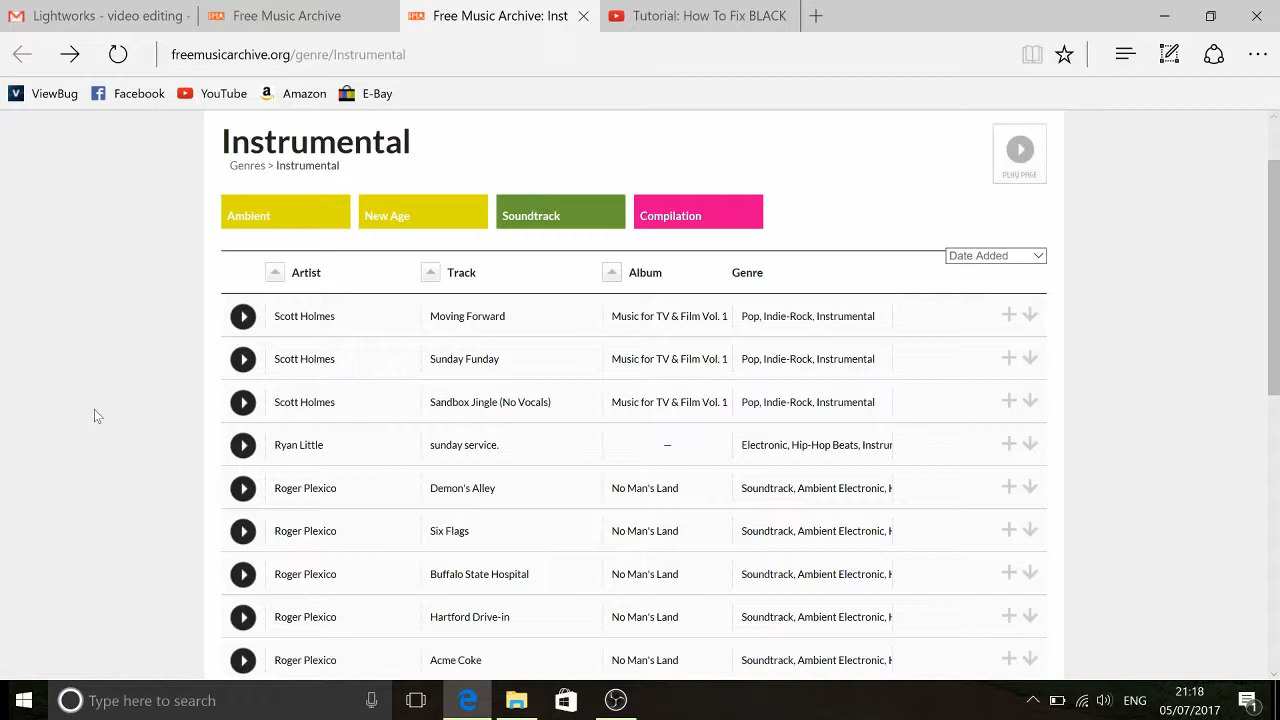 Lightworks - video editing -
Free Music Archive
Free Music Archive: Inst
Tutorial: How To Fix BLACK
freemusicarchive.org/genre/Instrumental
ViewBug
Facebook
YouTube
Amazon
E-Bay
Instrumental
Genres > Instrumental
PLAY PAGE
Ambient
New Age
Soundtrack
Compilation
Date Added
Artist Track Album Genre
Scott Holmes Moving Forward Music for TV & Film Vol. 1 Pop, Indie-Rock, Instrumental
Scott Holmes Sunday Funday Music for TV & Film Vol. 1 Pop, Indie-Rock, Instrumental
Scott Holmes Sandbox Jingle (No Vocals) Music for TV & Film Vol. 1 Pop, Indie-Rock, Instrumental
Ryan Little sunday service. — Electronic, Hip-Hop Beats, Instrur
Roger Plexico Demon's Alley No Man's Land Soundtrack, Ambient Electronic, H
Roger Plexico Six Flags No Man's Land Soundtrack, Ambient Electronic, H
Roger Plexico Buffalo State Hospital No Man's Land Soundtrack, Ambient Electronic, H
Roger Plexico Hartford Drive-in No Man's Land Soundtrack, Ambient Electronic, H
Roger Plexico Acme Coke No Man's Land Soundtrack, Ambient Electronic, H
Type here to search
ENG
21:18
05/07/2017
1